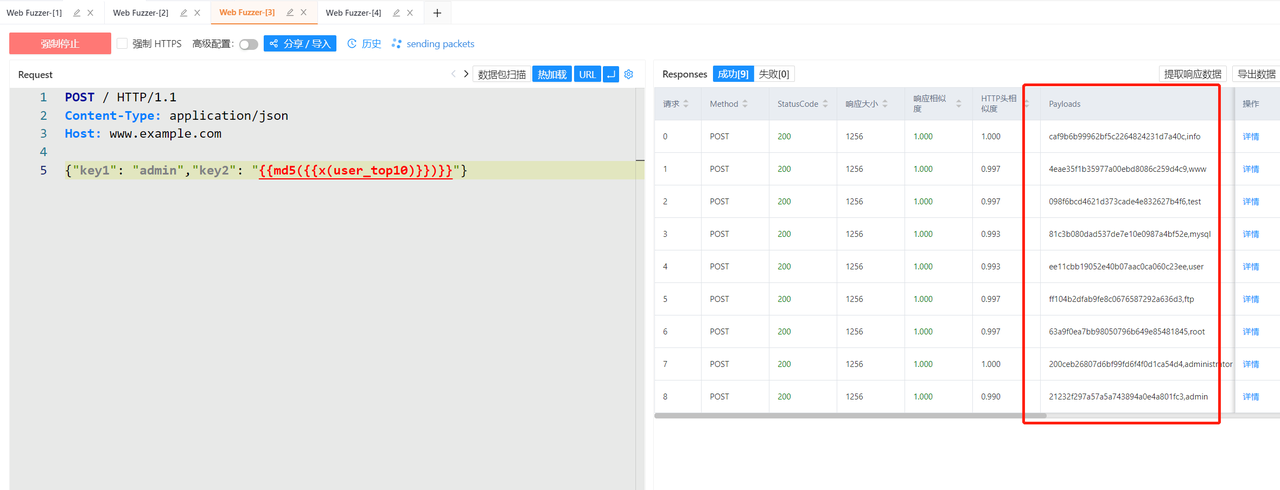 Web Fuzzer-[1] Web Fuzzer-[2] Web Fuzzer-[3] Web Fuzzer-[4]
强制停止 强制 HTTPS 高级配置: 分享 / 导入 历史 sending packets
Request 数据包扫描 热加载 URL
1 POST / HTTP/1.1
2 Content-Type: application/json
3 Host: www.example.com
4
5 {"key1": "admin","key2": "{{md5({{x(user_top10)}})}}"}
Responses 成功[9] 失败[0] 提取响应数据 导出数据
请求 Method StatusCode 响应大小 响应相似度 HTTP头相似度 Payloads 操作
0 POST 200 1256 1.000 1.000 caf9b6b99962bf5c2264824231d7a40c,info 详情
1 POST 200 1256 1.000 0.997 4eae35f1b35977a00ebd8086c259d4c9,www 详情
2 POST 200 1256 1.000 0.997 098f6bcd4621d373cade4e832627b4f6,test 详情
3 POST 200 1256 1.000 0.993 81c3b080dad537de7e10e0987a4bf52e,mysql 详情
4 POST 200 1256 1.000 0.993 ee11cbb19052e40b07aac0ca060c23ee,user 详情
5 POST 200 1256 1.000 0.997 ff104b2dfab9fe8c0676587292a636d3,ftp 详情
6 POST 200 1256 1.000 0.997 63a9f0ea7bb98050796b649e85481845,root 详情
7 POST 200 1256 1.000 1.000 200ceb26807d6bf99fd6f4f0d1ca54d4,administrator 详情
8 POST 200 1256 1.000 0.990 21232f297a57a5a743894a0e4a801fc3,admin 详情